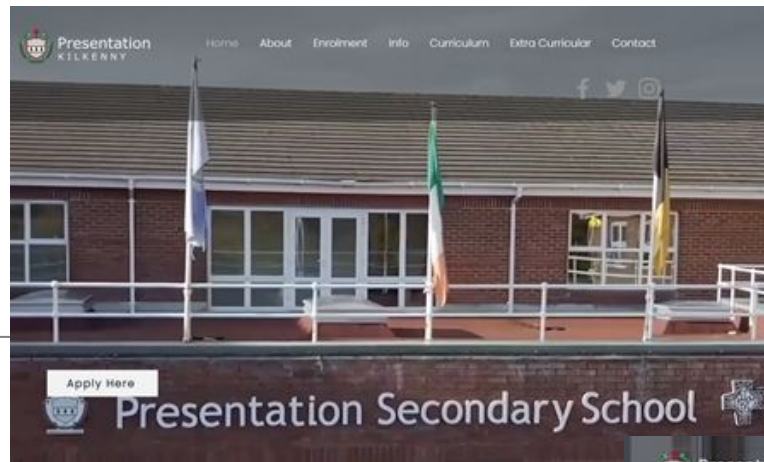 Presentation
KILKENNY
Home About Enrolment Info Curriculum Extra Curricular Contact
Apply Here
Presentation Secondary School